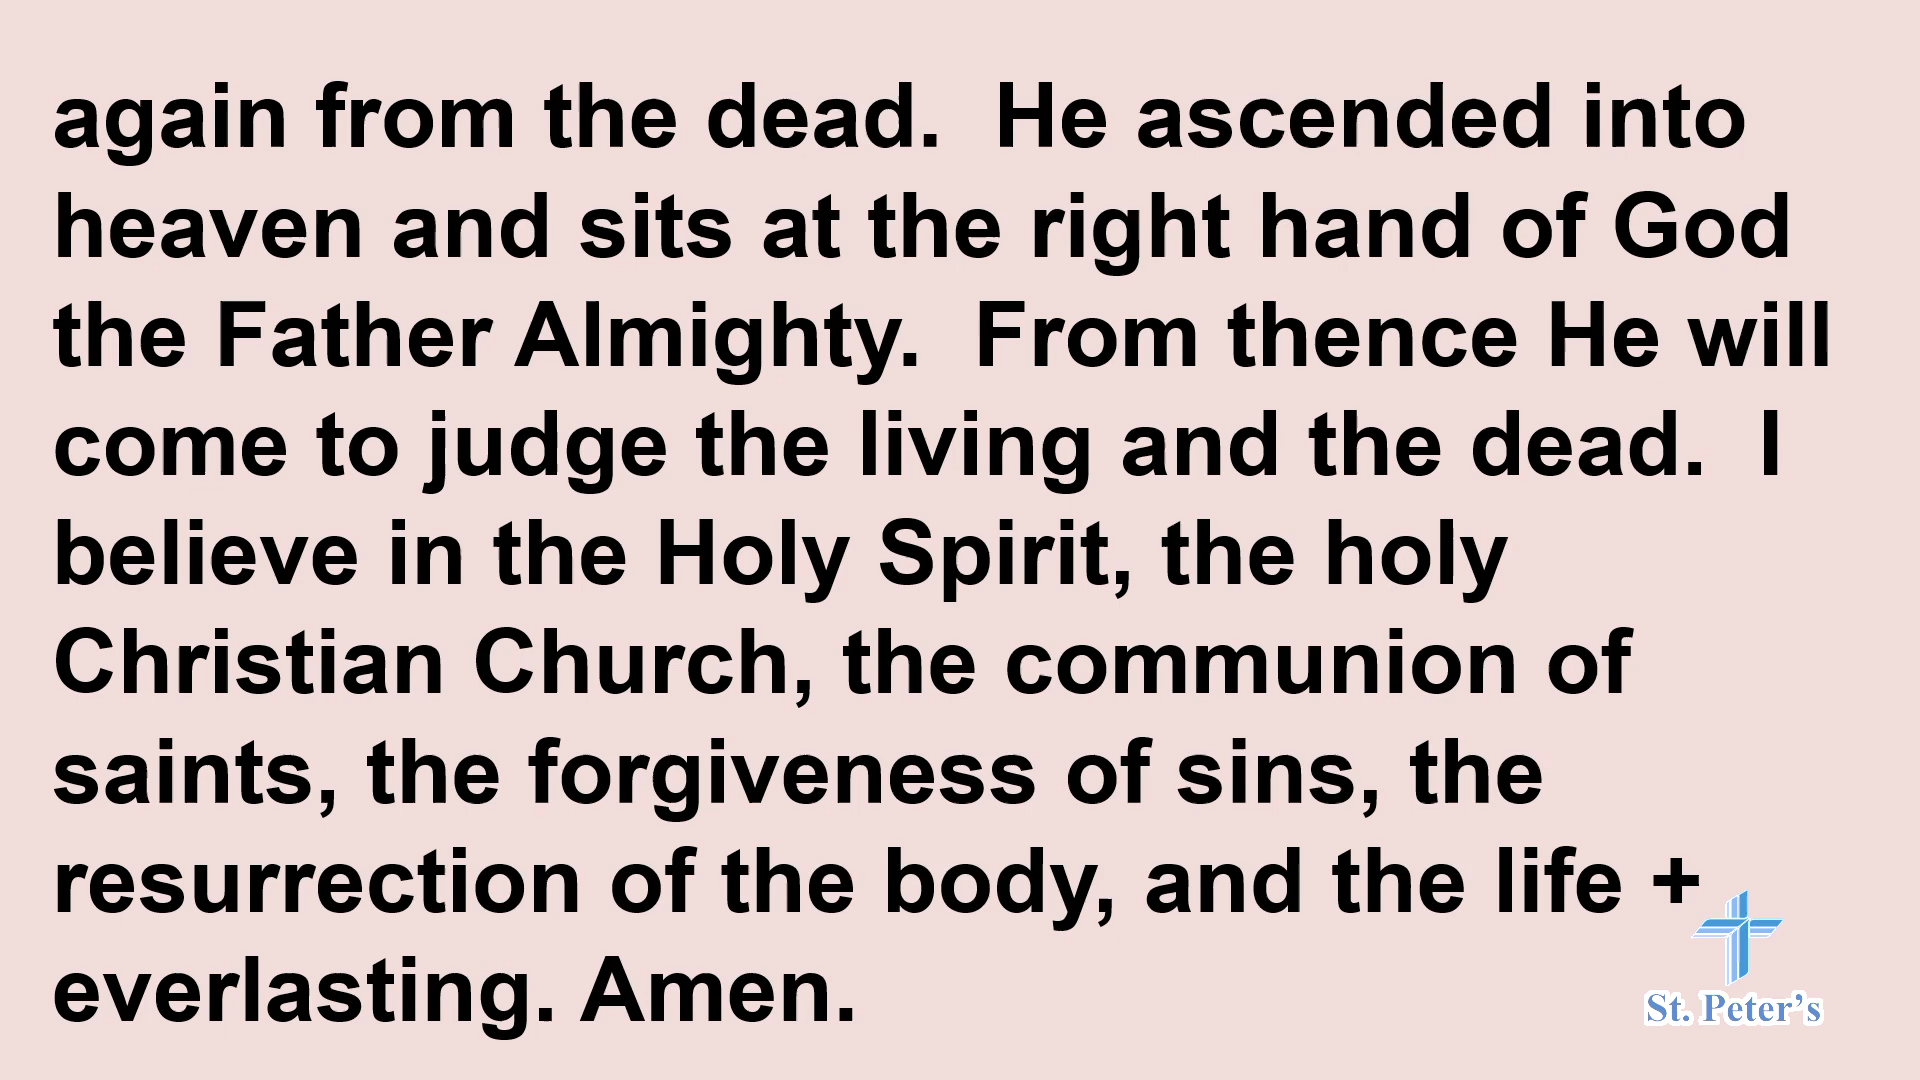 again from the dead.  He ascended into
heaven and sits at the right hand of God
the Father Almighty.  From thence He will
come to judge the living and the dead.  I
believe in the Holy Spirit, the holy
Christian Church, the communion of
saints, the forgiveness of sins, the
resurrection of the body, and the life +
everlasting. Amen.
St. Peter’s